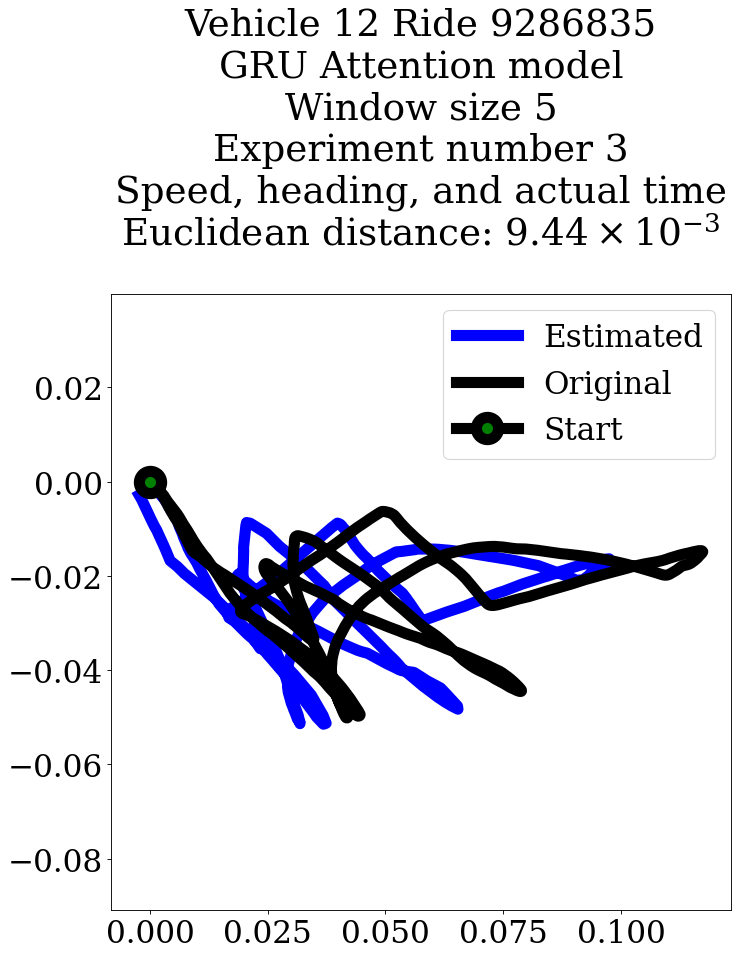 Vehicle 12 Ride 9286835
GRU Attention model
Window size 5
Experiment number 3
Speed, heading, and actual time
Euclidean distance: 9.44 × 10⁻³
Estimated
Original
Start
0.02
0.00
−0.02
−0.04
−0.06
−0.08
0.000 0.025 0.050 0.075 0.100